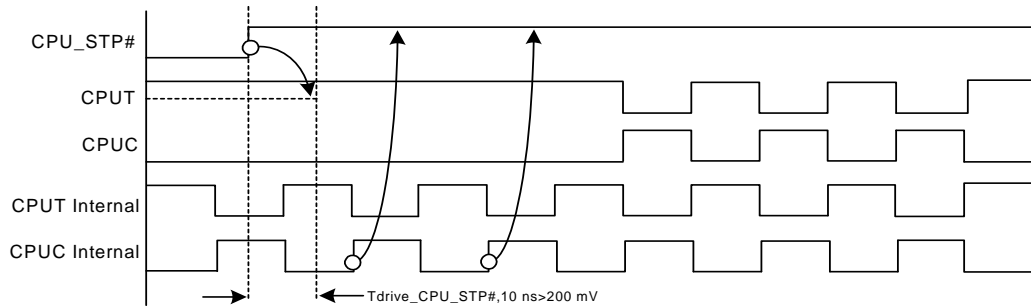 CPU_STP#
CPUT
CPUC
CPUT Internal
CPUC Internal
Tdrive_CPU_STP#,10 ns>200 mV